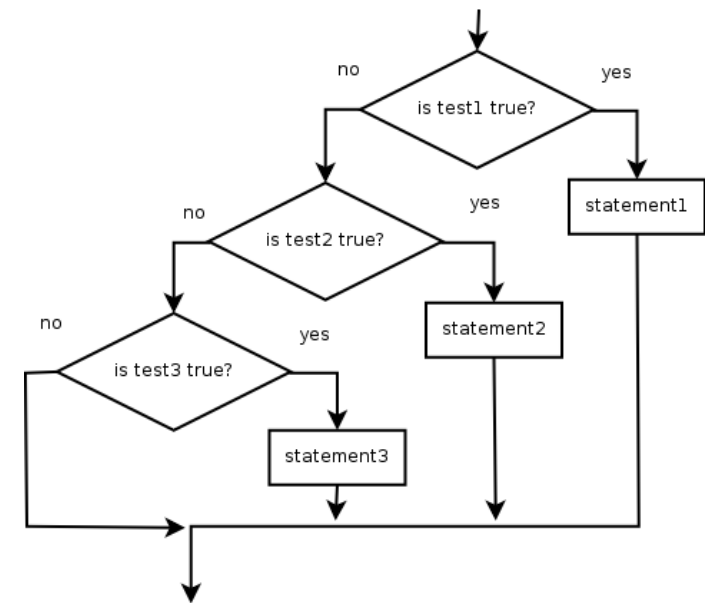 no
yes
is test1 true?
statement1
no
yes
is test2 true?
statement2
no
yes
is test3 true?
statement3